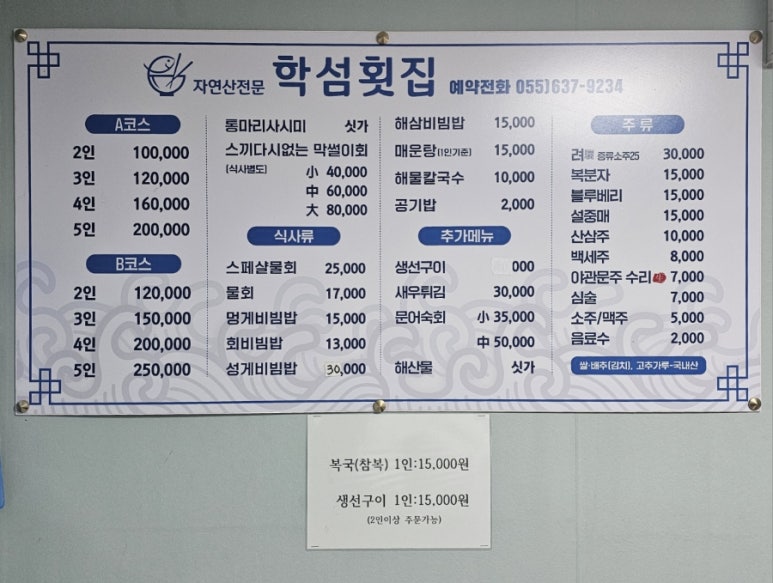 자연산전문 학섬횟집 예약전화 055)637-9234
A코스
2인 100,000
3인 120,000
4인 160,000
5인 200,000
B코스
2인 120,000
3인 150,000
4인 200,000
5인 250,000
통마리사시미 싯가
스끼다시없는 막썰이회
(식사별도) 小 40,000
中 60,000
大 80,000
식사류
스페샬물회 25,000
물회 17,000
멍게비빔밥 15,000
회비빔밥 13,000
성게비빔밥 30,000
해삼비빔밥 15,000
매운탕(1인기준) 15,000
해물칼국수 10,000
공기밥 2,000
추가메뉴
생선구이 000
새우튀김 30,000
문어숙회 小 35,000
中 50,000
해산물 싯가
주류
려 증류소주25 30,000
복분자 15,000
블루베리 15,000
설중매 15,000
산삼주 10,000
백세주 8,000
야관문주 수리 7,000
심술 7,000
소주/맥주 5,000
음료수 2,000
쌀·배추(김치), 고추가루-국내산
복국(참복) 1인:15,000원
생선구이 1인:15,000원
(2인이상 주문가능)